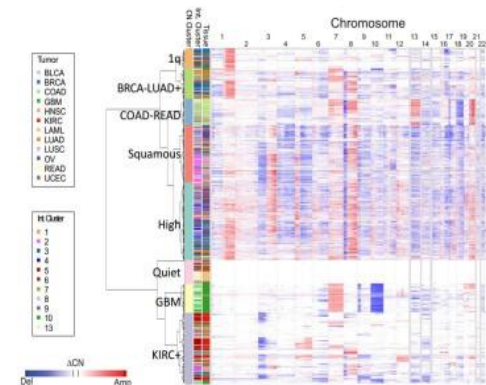 Chromosome
CN Cluster
Int. Cluster
Tissue
1 2 3 4 5 6 7 8 9 10 11 12 13 14 15 16 17 18 19 20 21 22
1q
BRCA-LUAD+
COAD-READ
Squamous
High
Quiet
GBM
KIRC+
Tumor
BLCA
BRCA
COAD
GBM
HNSC
KIRC
LAML
LUAD
LUSC
OV
READ
UCEC
Int. Cluster
1
2
3
4
5
6
7
8
9
10
13
ΔCN
Del Amp